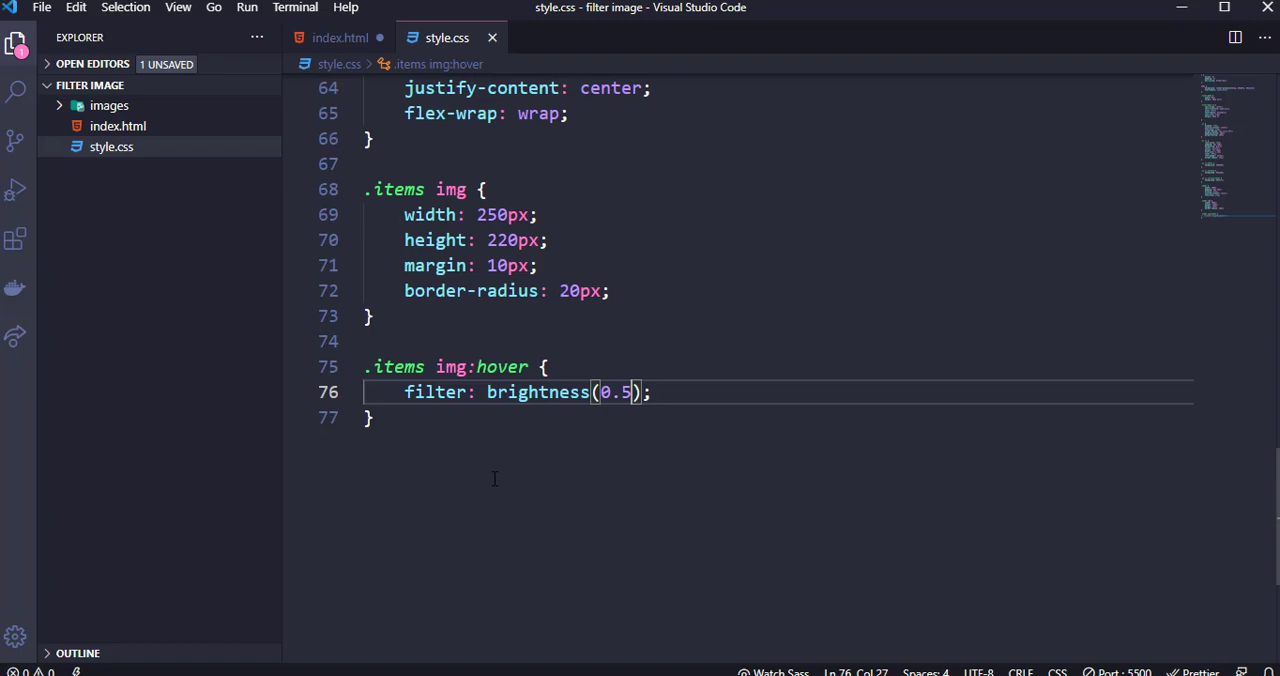 File Edit Selection View Go Run Terminal Help
style.css - filter image - Visual Studio Code
EXPLORER
index.html
style.css
OPEN EDITORS 1 UNSAVED
style.css > .items img:hover
FILTER IMAGE
images
index.html
style.css
1
64 justify-content: center;
65 flex-wrap: wrap;
66 }
67
68 .items img {
69 width: 250px;
70 height: 220px;
71 margin: 10px;
72 border-radius: 20px;
73 }
74
75 .items img:hover {
76 filter: brightness(0.5);
77 }
OUTLINE
0 0 Watch Sass Ln 76, Col 27 Spaces: 4 UTF-8 CRLF CSS Port : 5500 Prettier